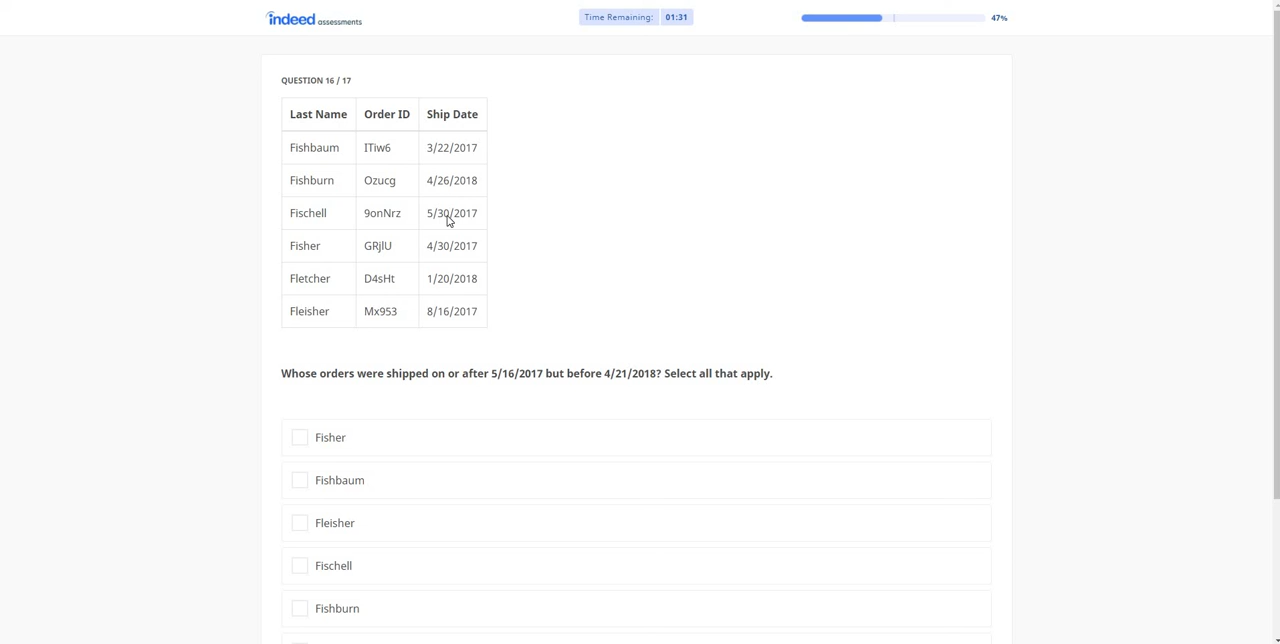 indeed assessments
Time Remaining: 01:31
47%
QUESTION 16 / 17
Last Name Order ID Ship Date
Fishbaum ITiw6 3/22/2017
Fishburn Ozucg 4/26/2018
Fischell 9onNrz 5/30/2017
Fisher GRjlU 4/30/2017
Fletcher D4sHt 1/20/2018
Fleisher Mx953 8/16/2017
Whose orders were shipped on or after 5/16/2017 but before 4/21/2018? Select all that apply.
Fisher
Fishbaum
Fleisher
Fischell
Fishburn